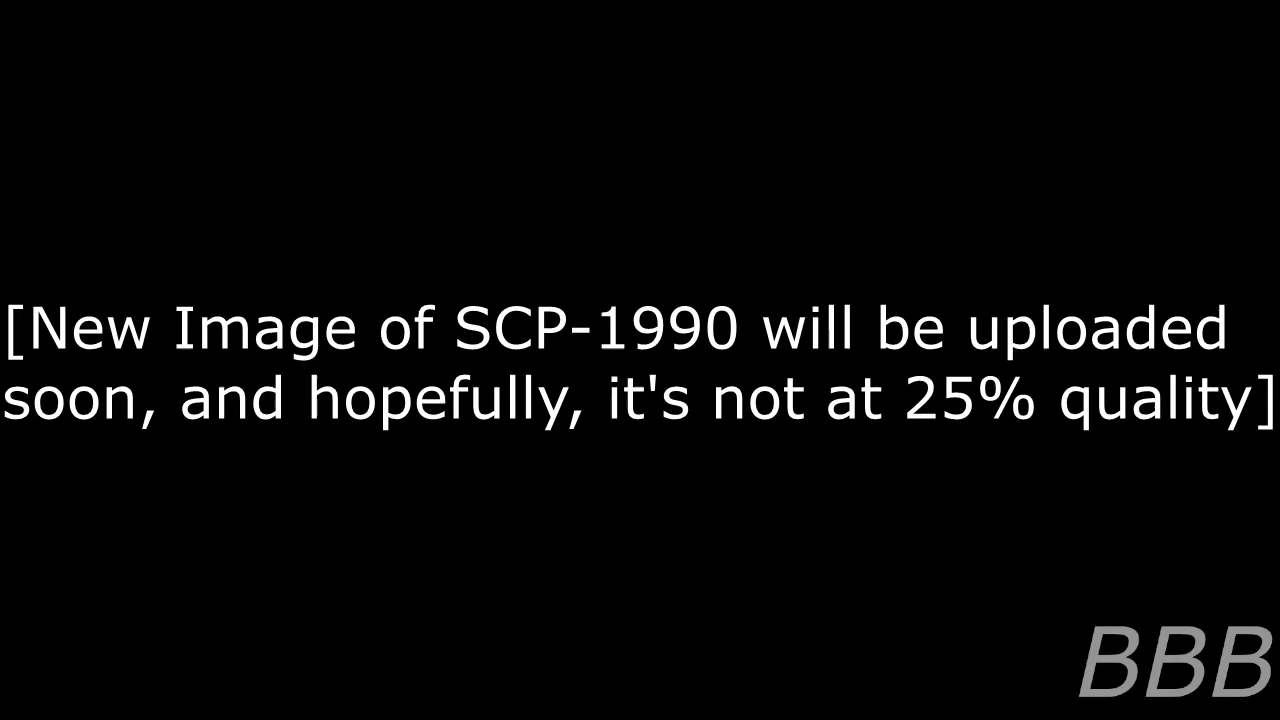 [New Image of SCP-1990 will be uploaded
soon, and hopefully, it's not at 25% quality]
BBB